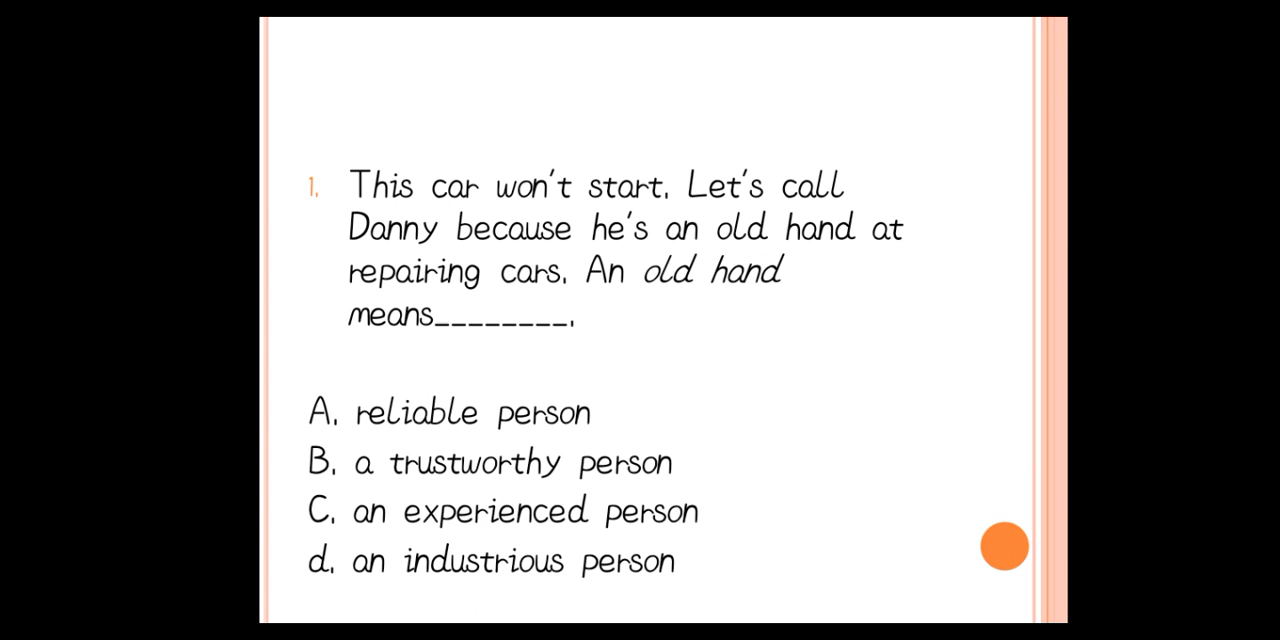 1. This car won't start. Let's call
Danny because he's an old hand at
repairing cars. An old hand
means________.
A. reliable person
B. a trustworthy person
C. an experienced person
d. an industrious person